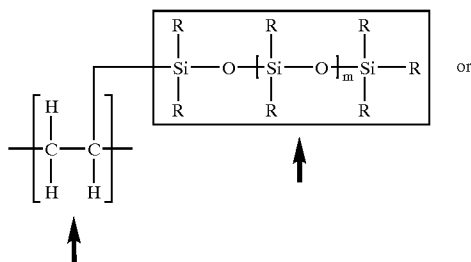 R R R
Si O Si O m Si R or
R R R
H
C C
H H